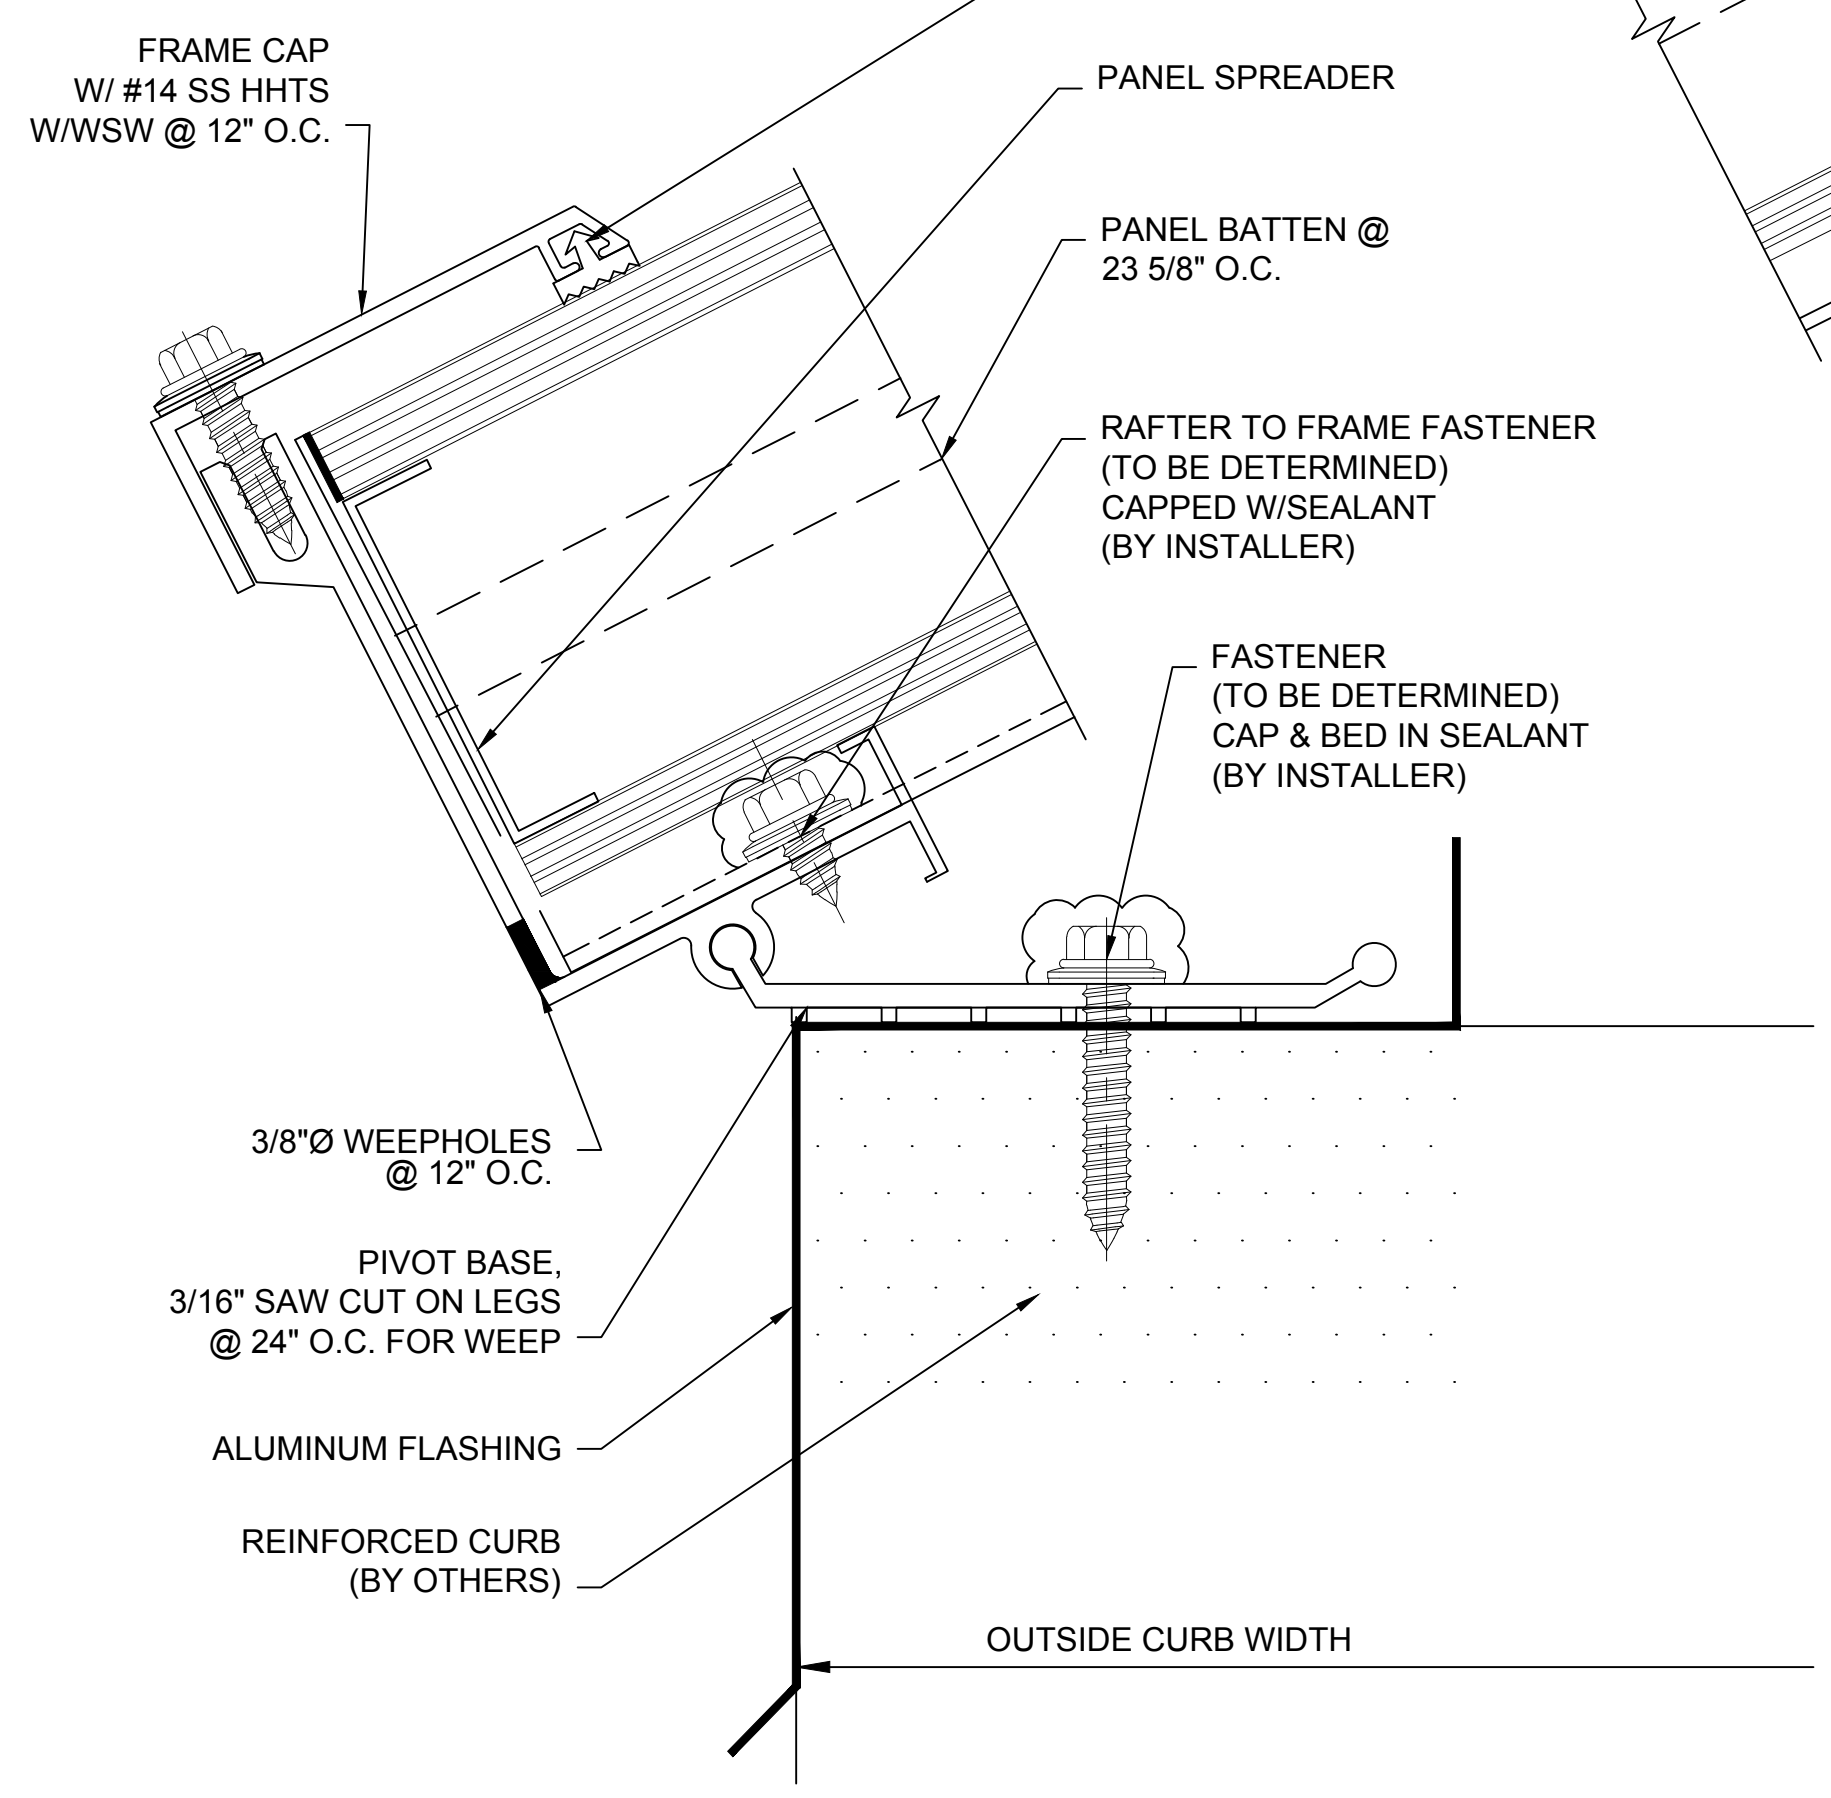 FRAME CAP
W/ #14 SS HHTS
W/WSW @ 12" O.C.
PANEL SPREADER
PANEL BATTEN @
23 5/8" O.C.
RAFTER TO FRAME FASTENER
(TO BE DETERMINED)
CAPPED W/SEALANT
(BY INSTALLER)
FASTENER
(TO BE DETERMINED)
CAP & BED IN SEALANT
(BY INSTALLER)
3/8"Ø WEEPHOLES
@ 12" O.C.
PIVOT BASE,
3/16" SAW CUT ON LEGS
@ 24" O.C. FOR WEEP
ALUMINUM FLASHING
REINFORCED CURB
(BY OTHERS)
OUTSIDE CURB WIDTH